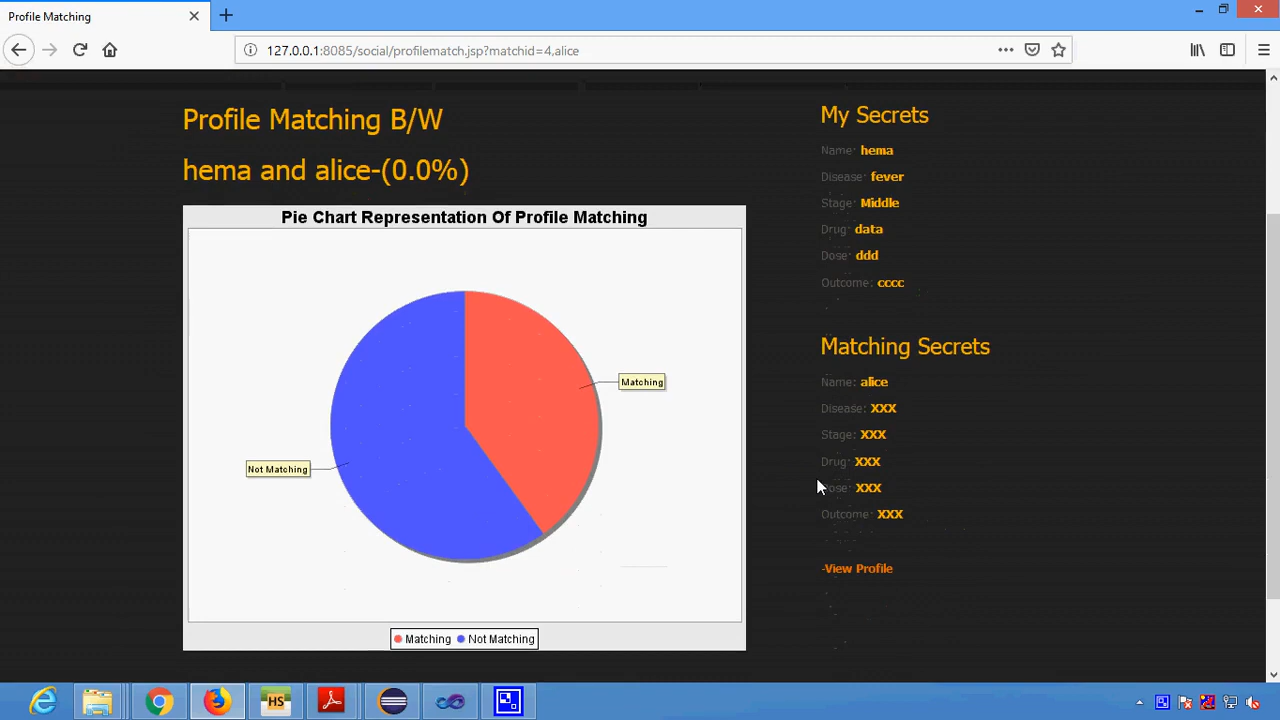 Profile Matching
127.0.0.1:8085/social/profilematch.jsp?matchid=4,alice
Profile Matching B/W
hema and alice-(0.0%)
Pie Chart Representation Of Profile Matching
Matching
Not Matching
Matching Not Matching
My Secrets
Name: hema
Disease: fever
Stage: Middle
Drug: data
Dose: ddd
Outcome: cccc
Matching Secrets
Name: alice
Disease: XXX
Stage: XXX
Drug: XXX
Dose: XXX
Outcome: XXX
-View Profile
HS